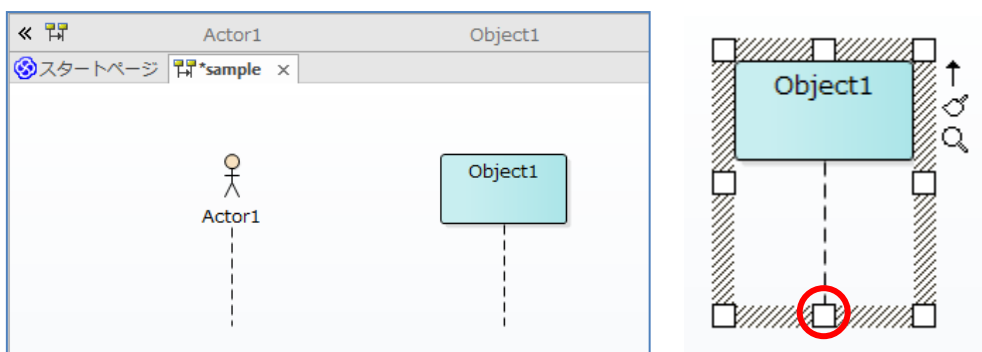 « Actor1 Object1
スタートページ *sample ×
Object1
Actor1
Object1